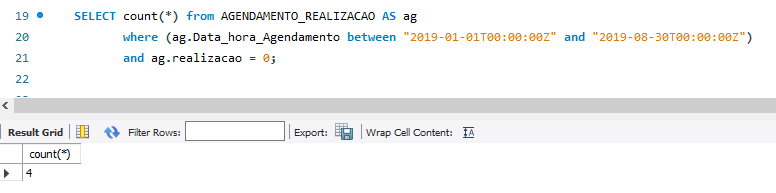 19 SELECT count(*) from AGENDAMENTO_REALIZACAO AS ag
20 where (ag.Data_hora_Agendamento between "2019-01-01T00:00:00Z" and "2019-08-30T00:00:00Z")
21 and ag.realizacao = 0;
22
Result Grid Filter Rows: Export: Wrap Cell Content: IA
count(*)
4